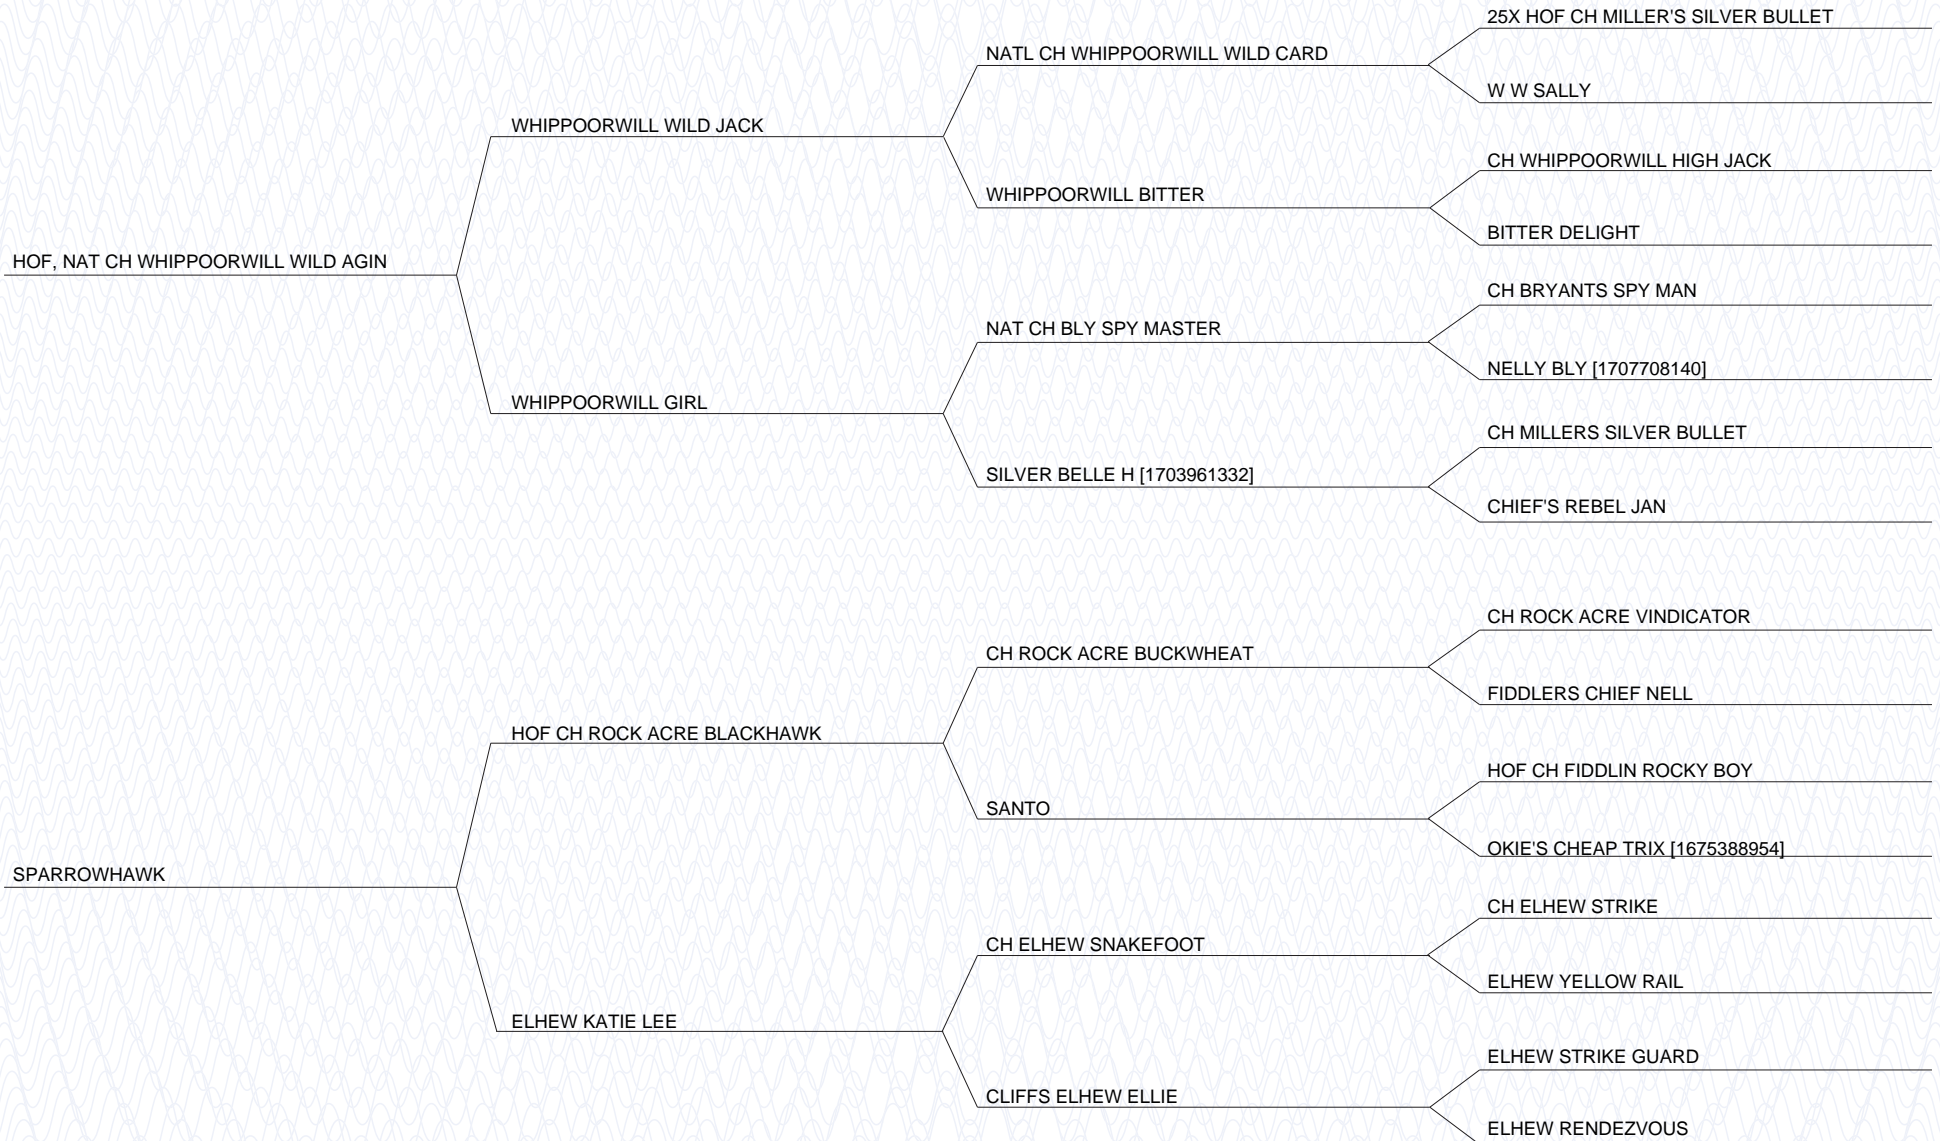 25X HOF CH MILLER'S SILVER BULLET
NATL CH WHIPPOORWILL WILD CARD
W W SALLY
WHIPPOORWILL WILD JACK
CH WHIPPOORWILL HIGH JACK
WHIPPOORWILL BITTER
BITTER DELIGHT
HOF, NAT CH WHIPPOORWILL WILD AGIN
CH BRYANTS SPY MAN
NAT CH BLY SPY MASTER
NELLY BLY [1707708140]
WHIPPOORWILL GIRL
CH MILLERS SILVER BULLET
SILVER BELLE H [1703961332]
CHIEF'S REBEL JAN
CH ROCK ACRE VINDICATOR
CH ROCK ACRE BUCKWHEAT
FIDDLERS CHIEF NELL
HOF CH ROCK ACRE BLACKHAWK
HOF CH FIDDLIN ROCKY BOY
SANTO
OKIE'S CHEAP TRIX [1675388954]
SPARROWHAWK
CH ELHEW STRIKE
CH ELHEW SNAKEFOOT
ELHEW YELLOW RAIL
ELHEW KATIE LEE
ELHEW STRIKE GUARD
CLIFFS ELHEW ELLIE
ELHEW RENDEZVOUS